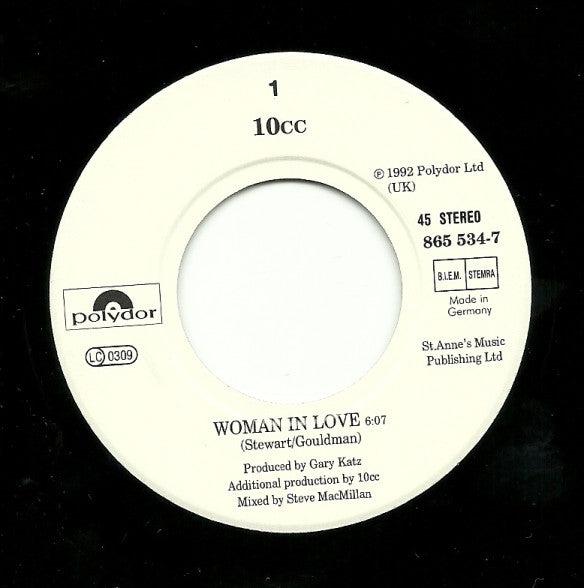 1
10cc
℗ 1992 Polydor Ltd
(UK)
45 STEREO
865 534-7
B.I.E.M. STEMRA
Made in
Germany
polydor
LC 0309
St.Anne's Music
Publishing Ltd
WOMAN IN LOVE 6:07
(Stewart/Gouldman)
Produced by Gary Katz
Additional production by 10cc
Mixed by Steve MacMillan